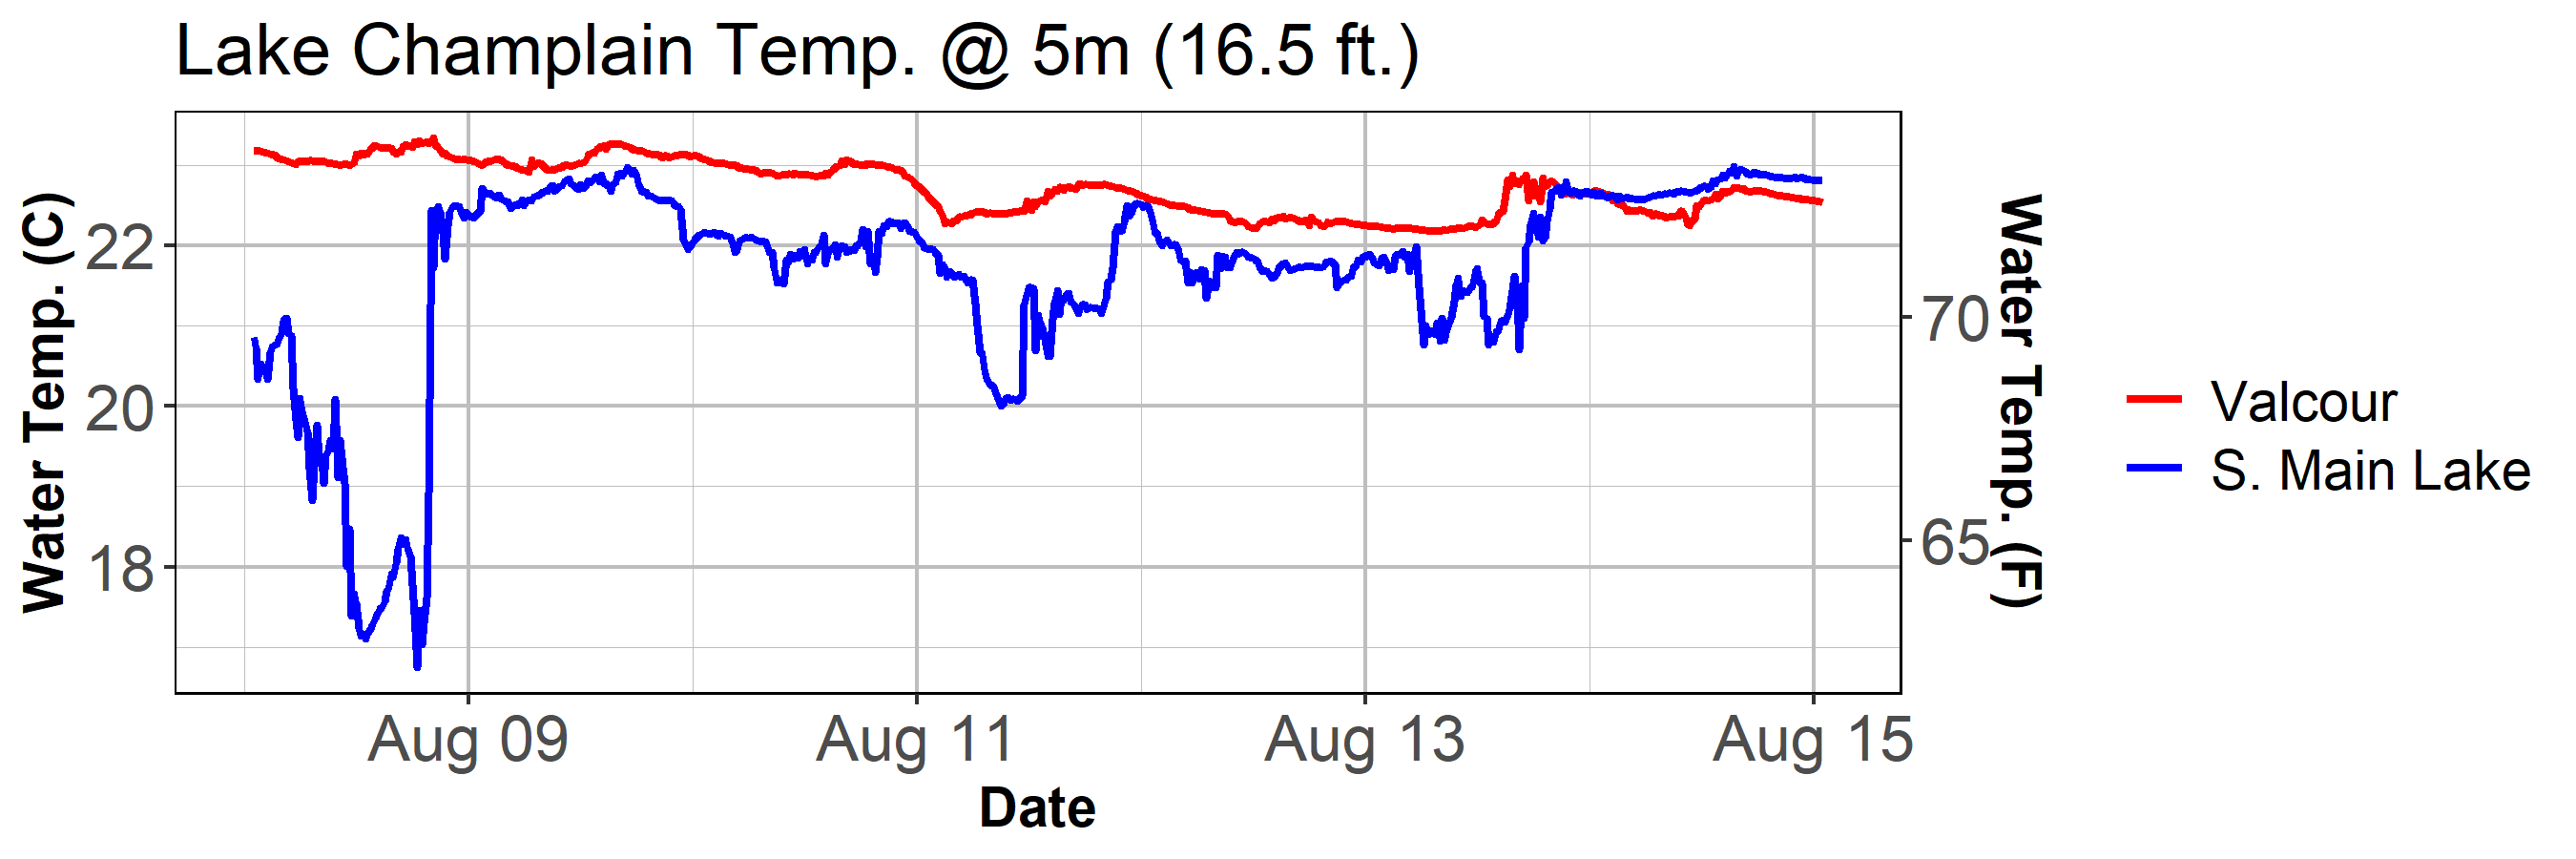 Lake Champlain Temp. @ 5m (16.5 ft.)
Water Temp. (C)
22
20
18
70
65
Water Temp. (F)
Valcour
S. Main Lake
Aug 09
Aug 11
Aug 13
Aug 15
Date